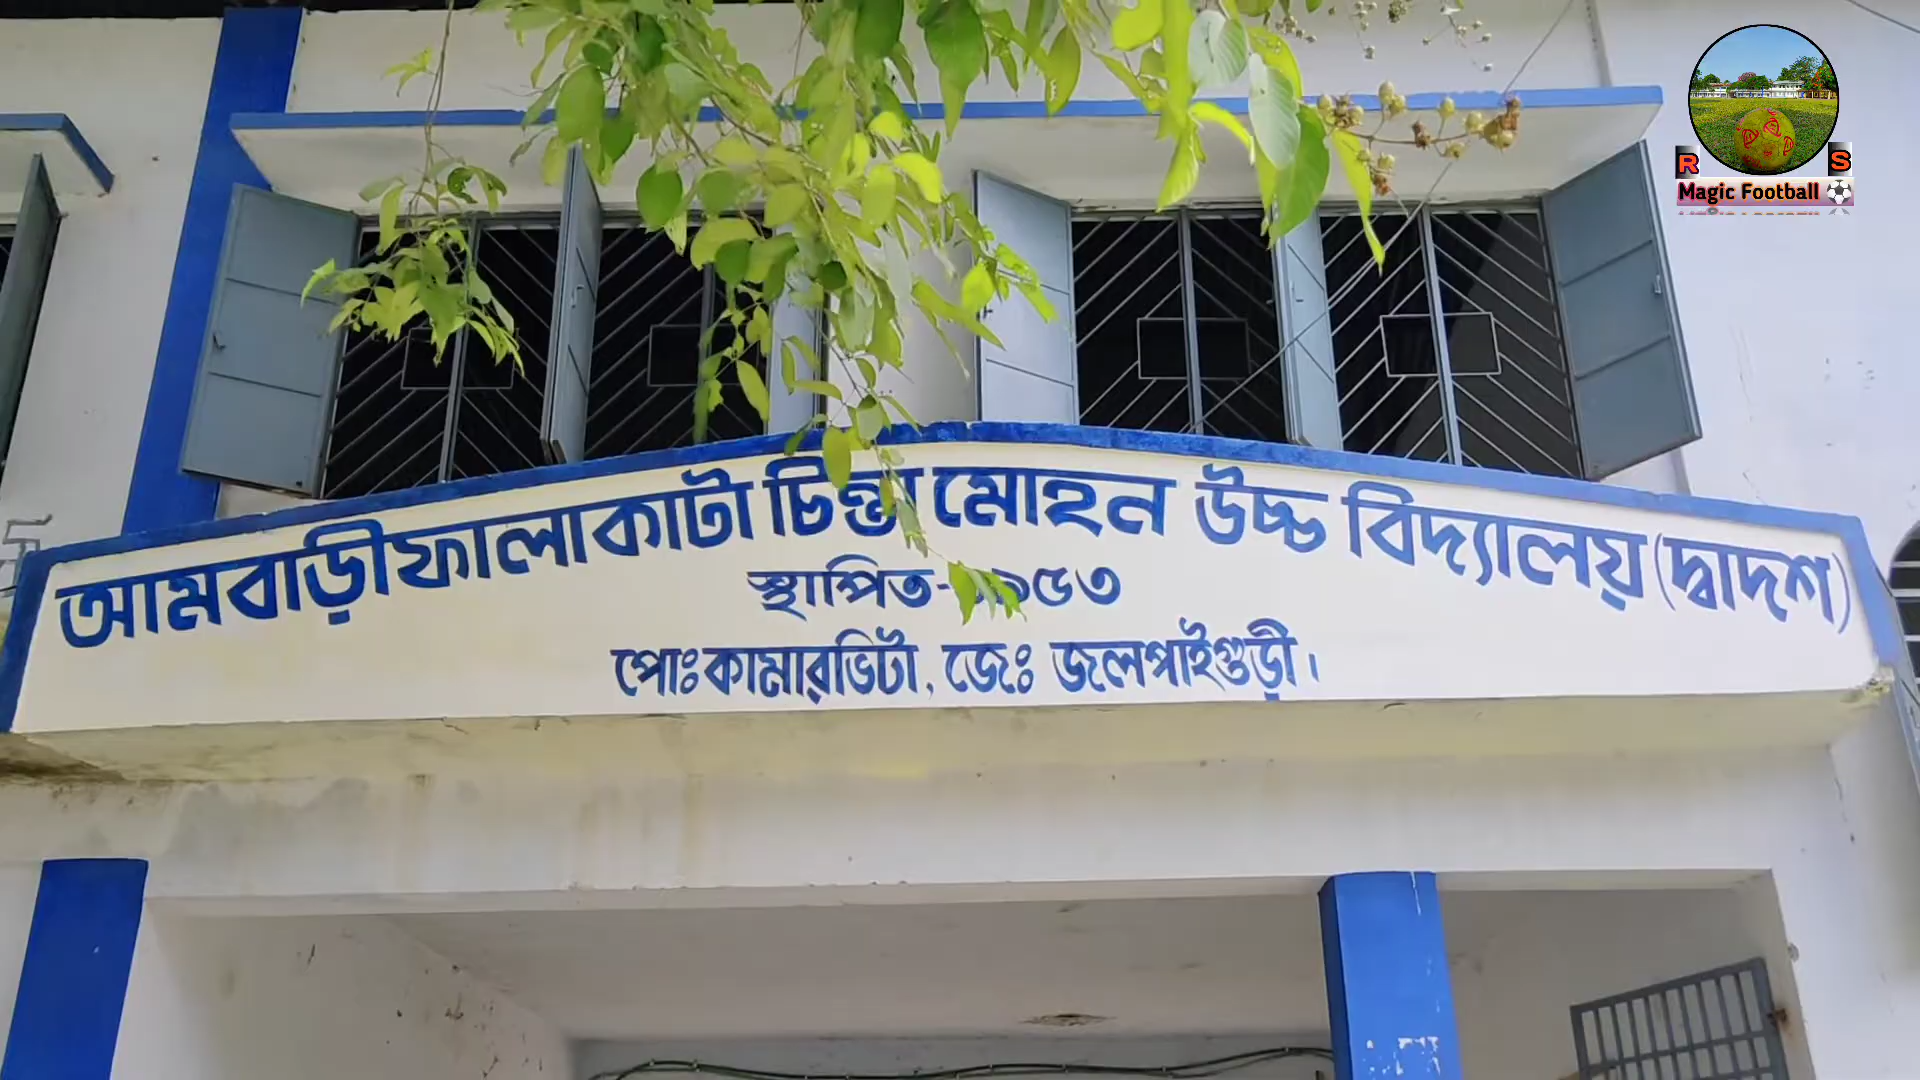 আমবাড়ীফালাকাটা চিন্তা মোহন উচ্চ বিদ্যালয় (দ্বাদশ)
স্থাপিত-১৯৫৩
পোঃ কামারভিটা, জেঃ জলপাইগুড়ী।
R S
Magic Football